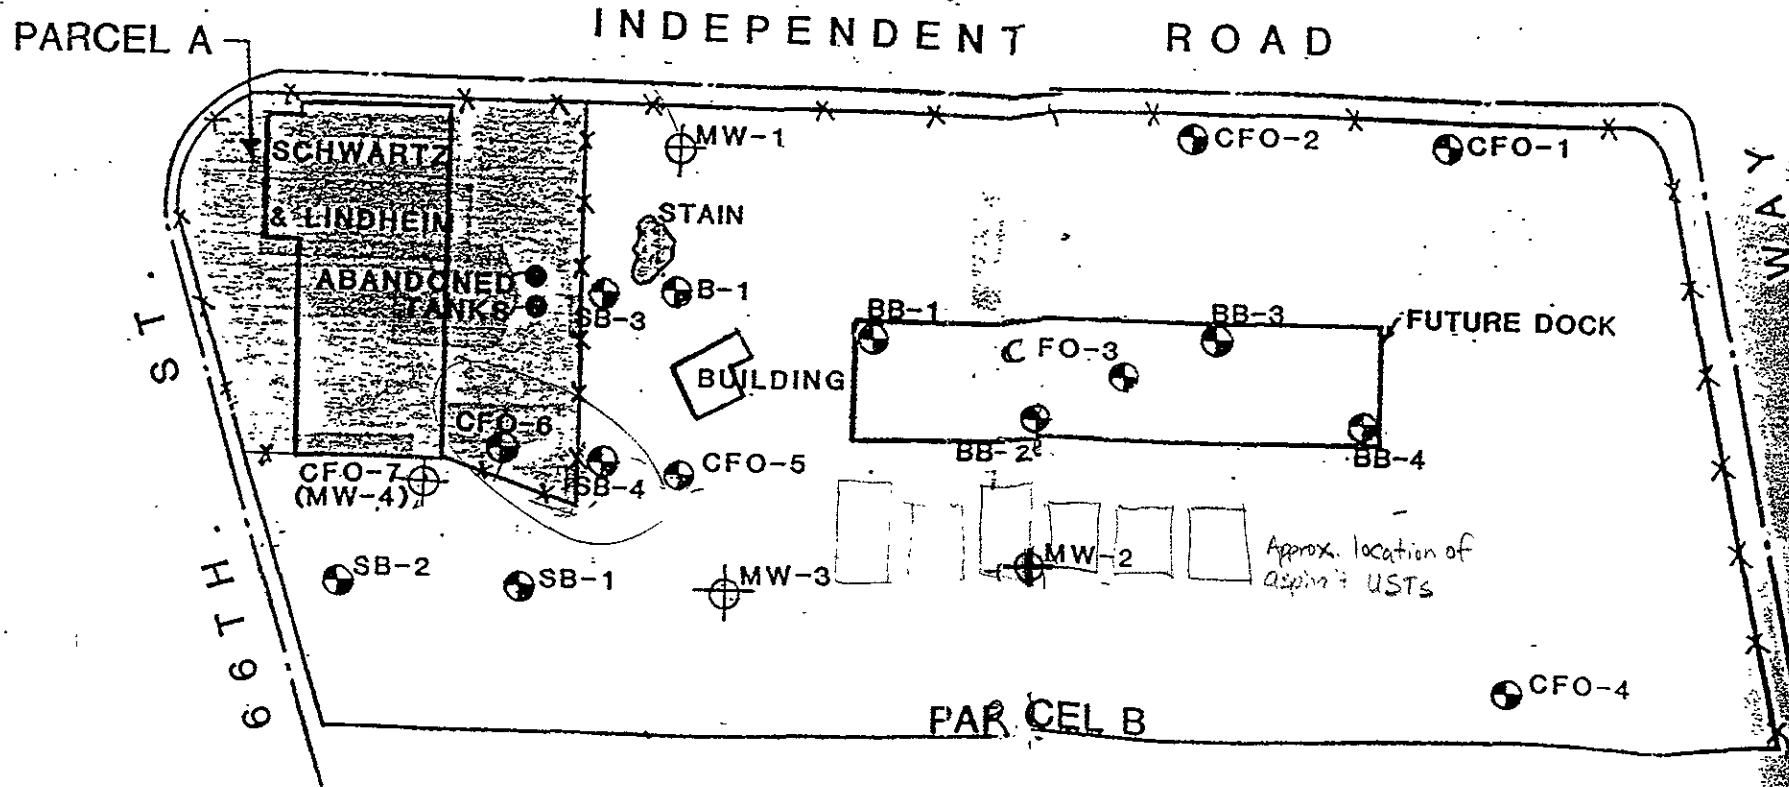 INDEPENDENT ROAD
PARCEL A
MW-1
CFO-2
CFO-1
SCHWARTZ
& LINDHEIM
STAIN
WAY
ABANDONED
TANKS
SB-3
B-1
BB-1
BB-3
FUTURE DOCK
CFO-3
BUILDING
66TH. ST.
CFO-6
BB-2
BB-4
CFO-7
(MW-4)
SB-4
CFO-5
SB-2
SB-1
MW-3
MW-2
Approx. location of
USTs
CFO-4
PARCEL B